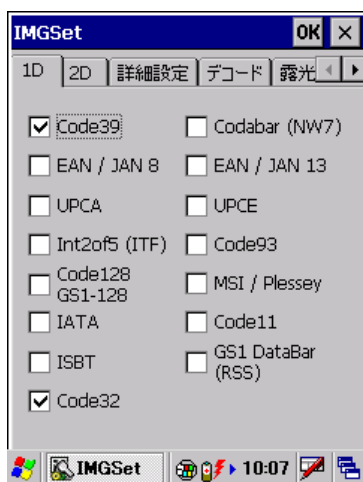 IMGSet OK
1D 2D 詳細設定 デコード 露光
Code39 Codabar (NW7)
EAN / JAN 8 EAN / JAN 13
UPCA UPCE
Int2of5 (ITF) Code93
Code128
GS1-128
MSI / Plessey
IATA Code11
ISBT
GS1 DataBar
(RSS)
Code32
IMGSet 10:07